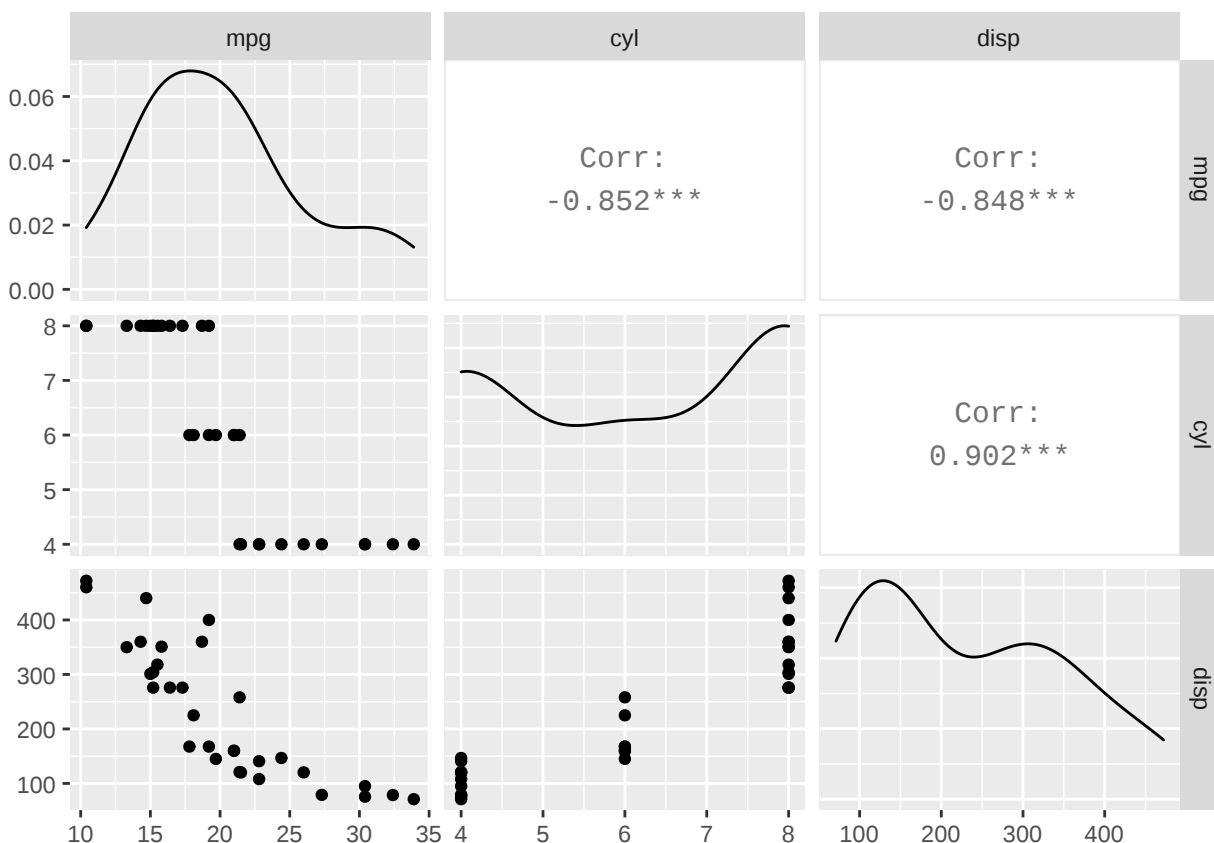 mpg cyl disp
0.06
0.04
0.02
0.00
Corr:
-0.852***
Corr:
-0.848***
mpg
8
7
6
5
4
Corr:
0.902***
cyl
400
300
200
100
disp
10 15 20 25 30 35 4 5 6 7 8 100 200 300 400